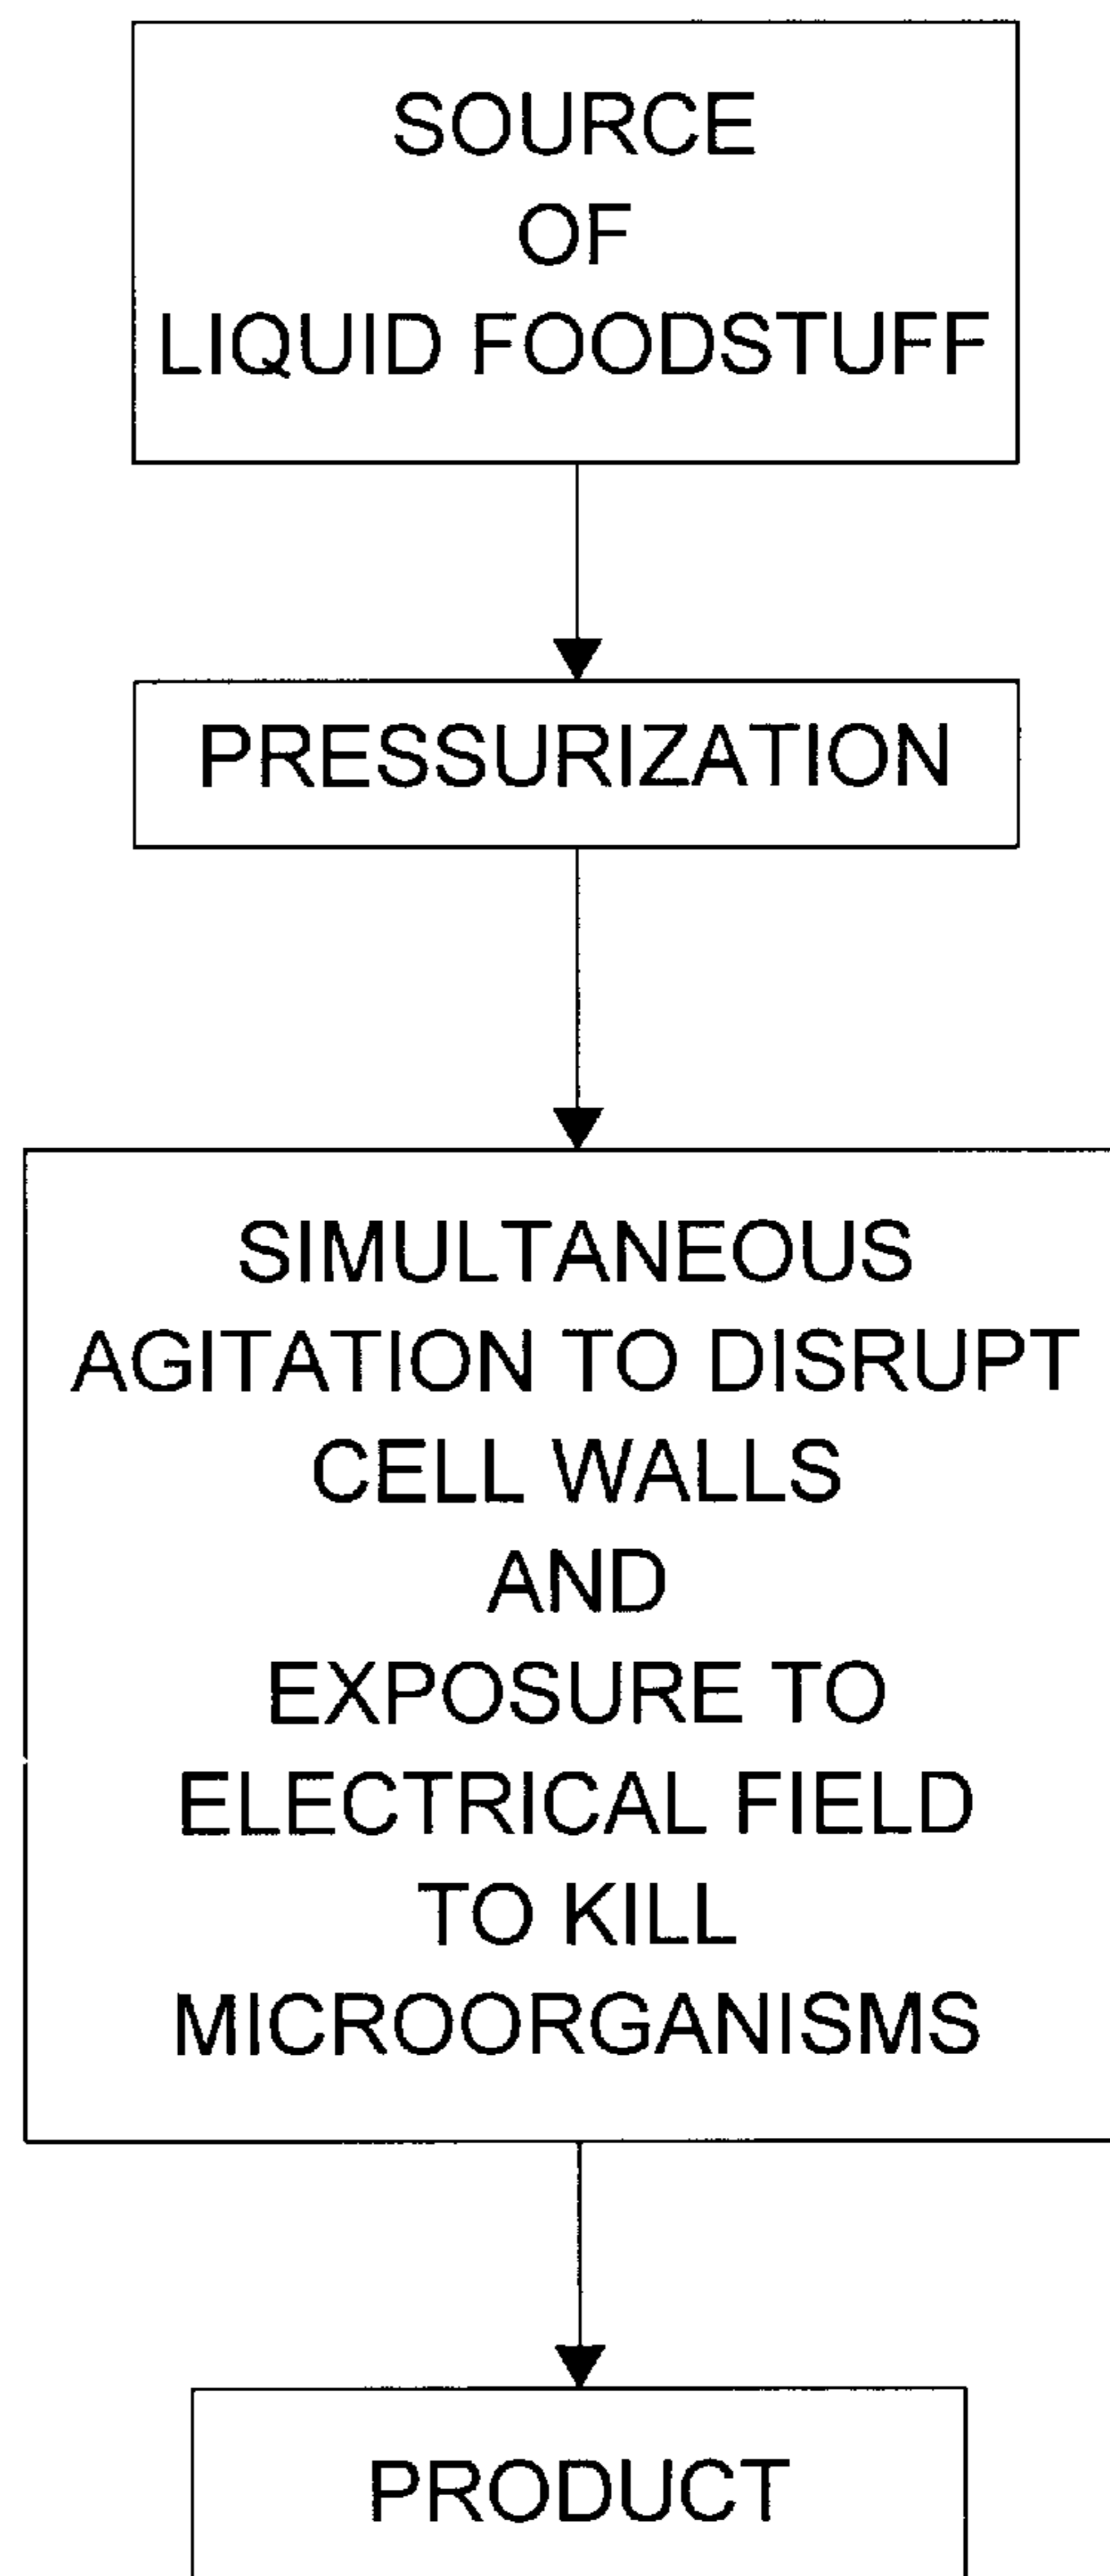 SOURCE
OF
LIQUID FOODSTUFF
PRESSURIZATION
SIMULTANEOUS
AGITATION TO DISRUPT
CELL WALLS
AND
EXPOSURE TO
ELECTRICAL FIELD
TO KILL
MICROORGANISMS
PRODUCT